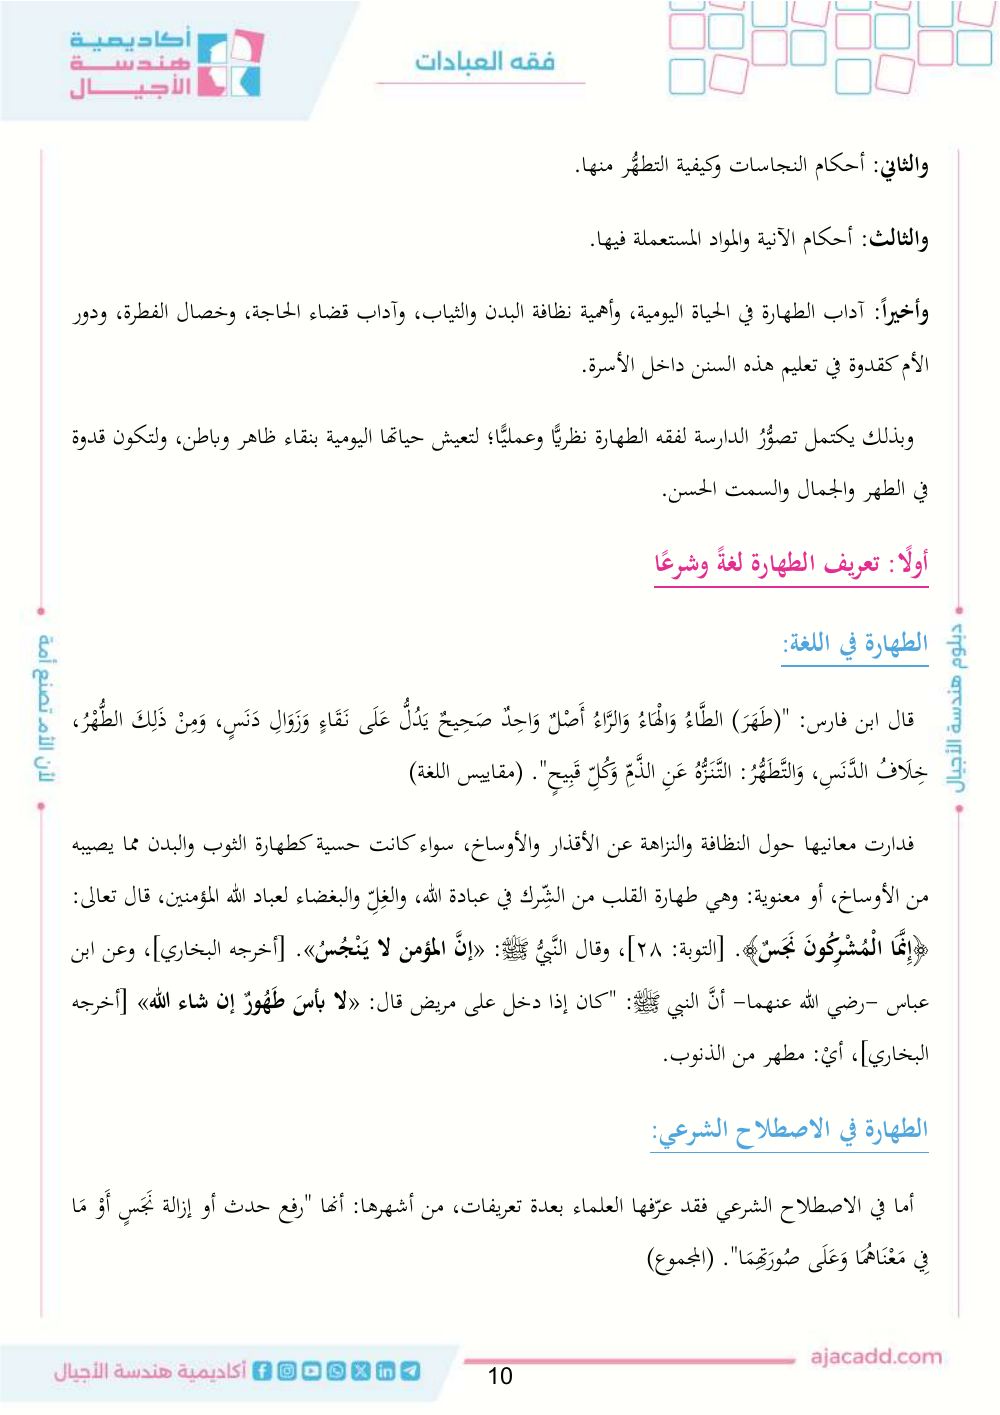 أكاديمية
هندسة
الأجيال
فقه العبادات
والثاني: أحكام النجاسات وكيفية التطهُّر منها.
والثالث: أحكام الآنية والمواد المستعملة فيها.
وأخيراً: آداب الطهارة في الحياة اليومية، وأهمية نظافة البدن والثياب، وآداب قضاء الحاجة، وخصال الفطرة، ودور
الأم كقدوة في تعليم هذه السنن داخل الأسرة.
وبذلك يكتمل تصوُّرُ الدارسة لفقه الطهارة نظريًّا وعمليًّا؛ لتعيش حياتها اليومية بنقاء ظاهر وباطن، ولتكون قدوة
في الطهر والجمال والسمت الحسن.
أولًا: تعريف الطهارة لغةً وشرعًا
الطهارة في اللغة:
قال ابن فارس: "(طَهَرَ) الطَّاءُ وَالْهَاءُ وَالرَّاءُ أَصْلٌ وَاحِدٌ صَحِيحٌ يَدُلُّ عَلَى نَقَاءٍ وَزَوَالِ دَنَسٍ، وَمِنْ ذَلِكَ الطُّهْرُ،
خِلَافُ الدَّنَسِ، وَالتَّطَهُّرُ: التَّنَزُّهُ عَنِ الذَّمِّ وَكُلِّ قَبِيحٍ". (مقاييس اللغة)
فدارت معانيها حول النظافة والنزاهة عن الأقذار والأوساخ، سواء كانت حسية كطهارة الثوب والبدن مما يصيبه
من الأوساخ، أو معنوية: وهي طهارة القلب من الشِّرك في عبادة الله، والغِلِّ والبغضاء لعباد الله المؤمنين، قال تعالى:
﴿إِنَّمَا الْمُشْرِكُونَ نَجَسٌ﴾. [التوبة: ٢٨]، وقال النَّبيُّ ﷺ: «إنَّ المؤمن لا يَنْجُسُ». [أخرجه البخاري]، وعن ابن
عباس –رضي الله عنهما– أنَّ النبي ﷺ: "كان إذا دخل على مريض قال: «لا بأسَ طَهُورٌ إن شاء الله» [أخرجه
البخاري]، أيْ: مطهر من الذنوب.
الطهارة في الاصطلاح الشرعي:
أما في الاصطلاح الشرعي فقد عرّفها العلماء بعدة تعريفات، من أشهرها: أنها "رفع حدث أو إزالة نَجَسٍ أَوْ مَا
فِي مَعْنَاهُمَا وَعَلَى صُورَتِهِمَا". (المجموع)
دبلوم هندسة الأجيال
لأن الأم تصنع أمة
أكاديمية هندسة الأجيال
10
ajacadd.com